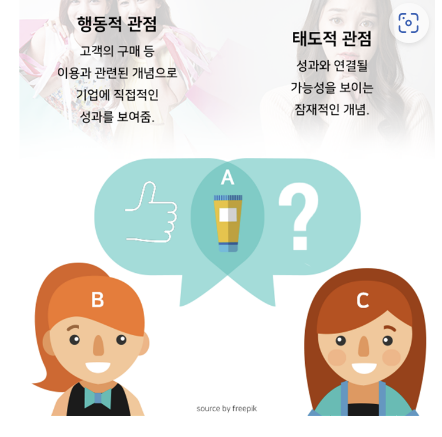 행동적 관점
고객의 구매 등
이용과 관련된 개념으로
기업에 직접적인
성과를 보여줌.
태도적 관점
성과와 연결될
가능성을 보이는
잠재적인 개념.
A
?
B
C
source by freepik